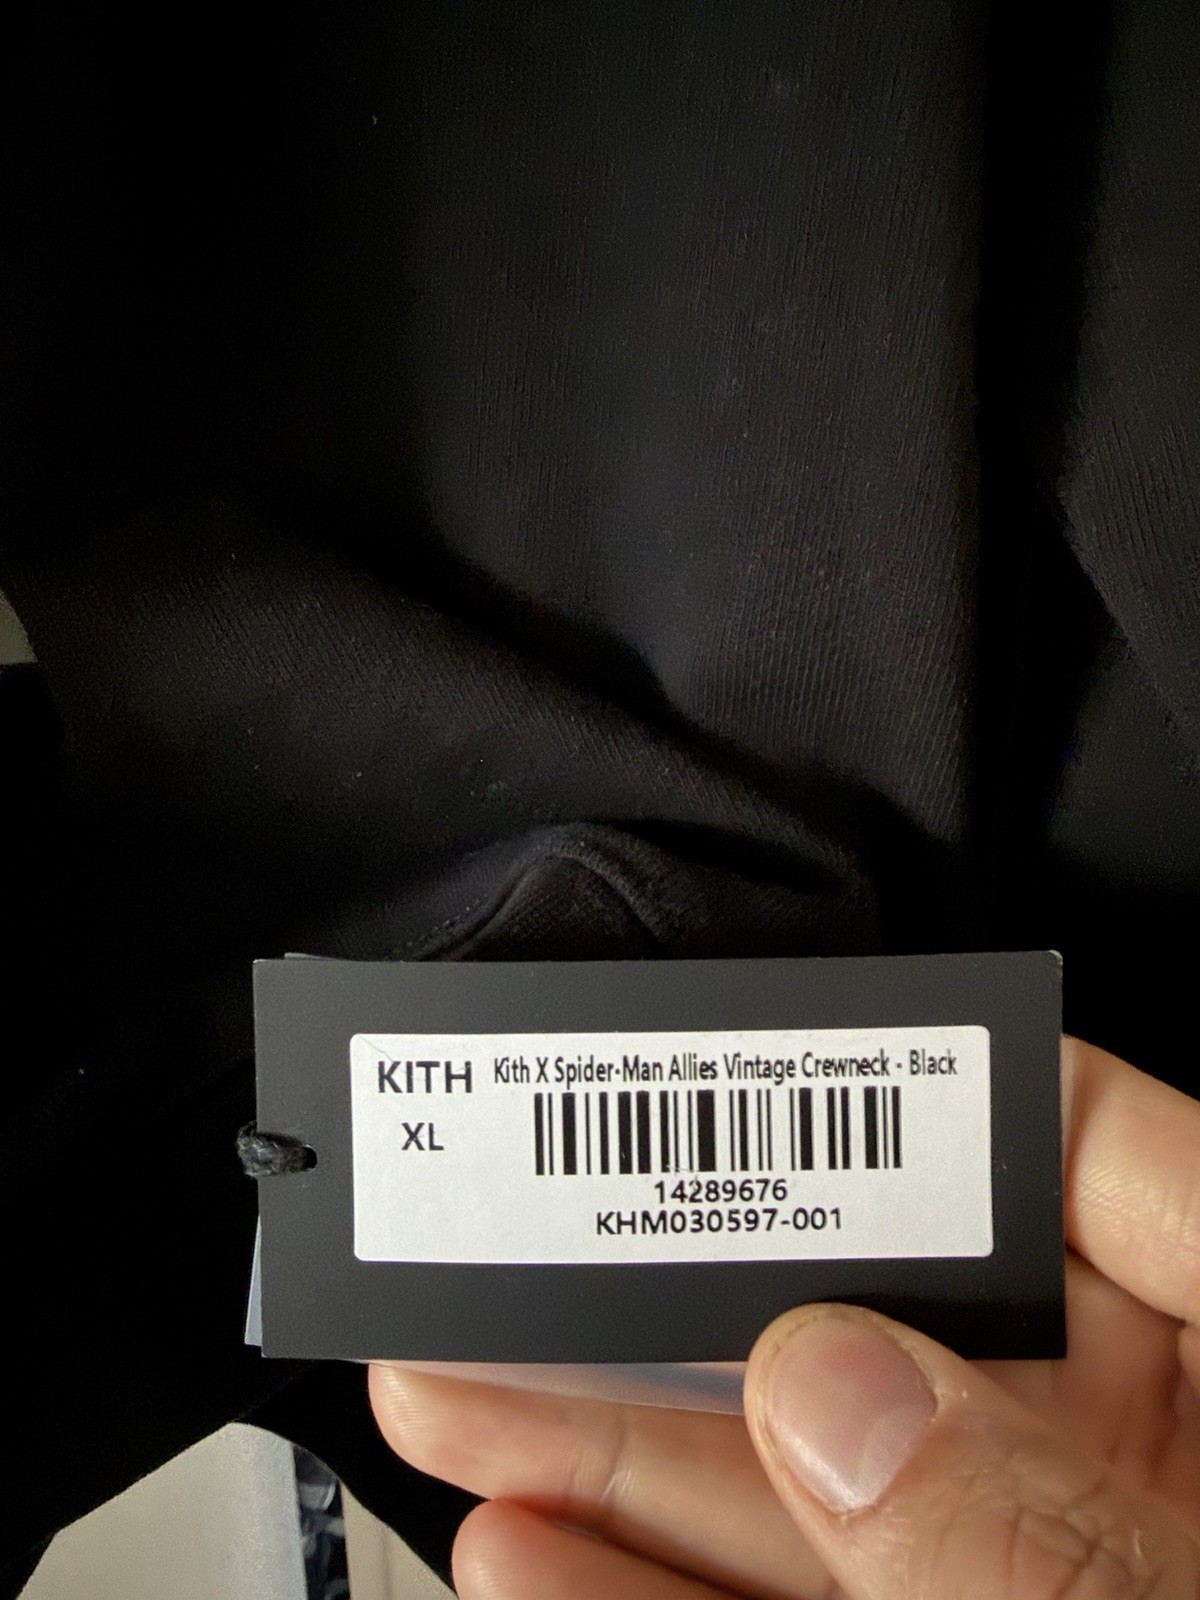 KITH Kith X Spider-Man Allies Vintage Crewneck - Black
XL
14289676
KHM030597-001